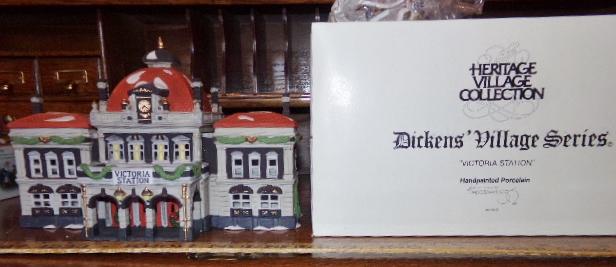 VICTORIA
STATION
HERITAGE
VILLAGE
COLLECTION
Dickens' Village Series®
"VICTORIA STATION"
Handpainted Porcelain